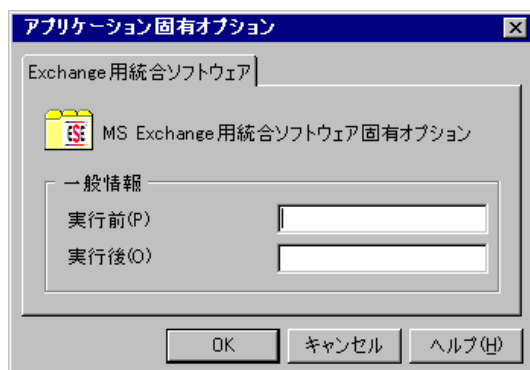 アプリケーション固有オプション
Exchange用統合ソフトウェア
MS Exchange用統合ソフトウェア固有オプション
一般情報
実行前(P)
実行後(O)
OK キャンセル ヘルプ(H)